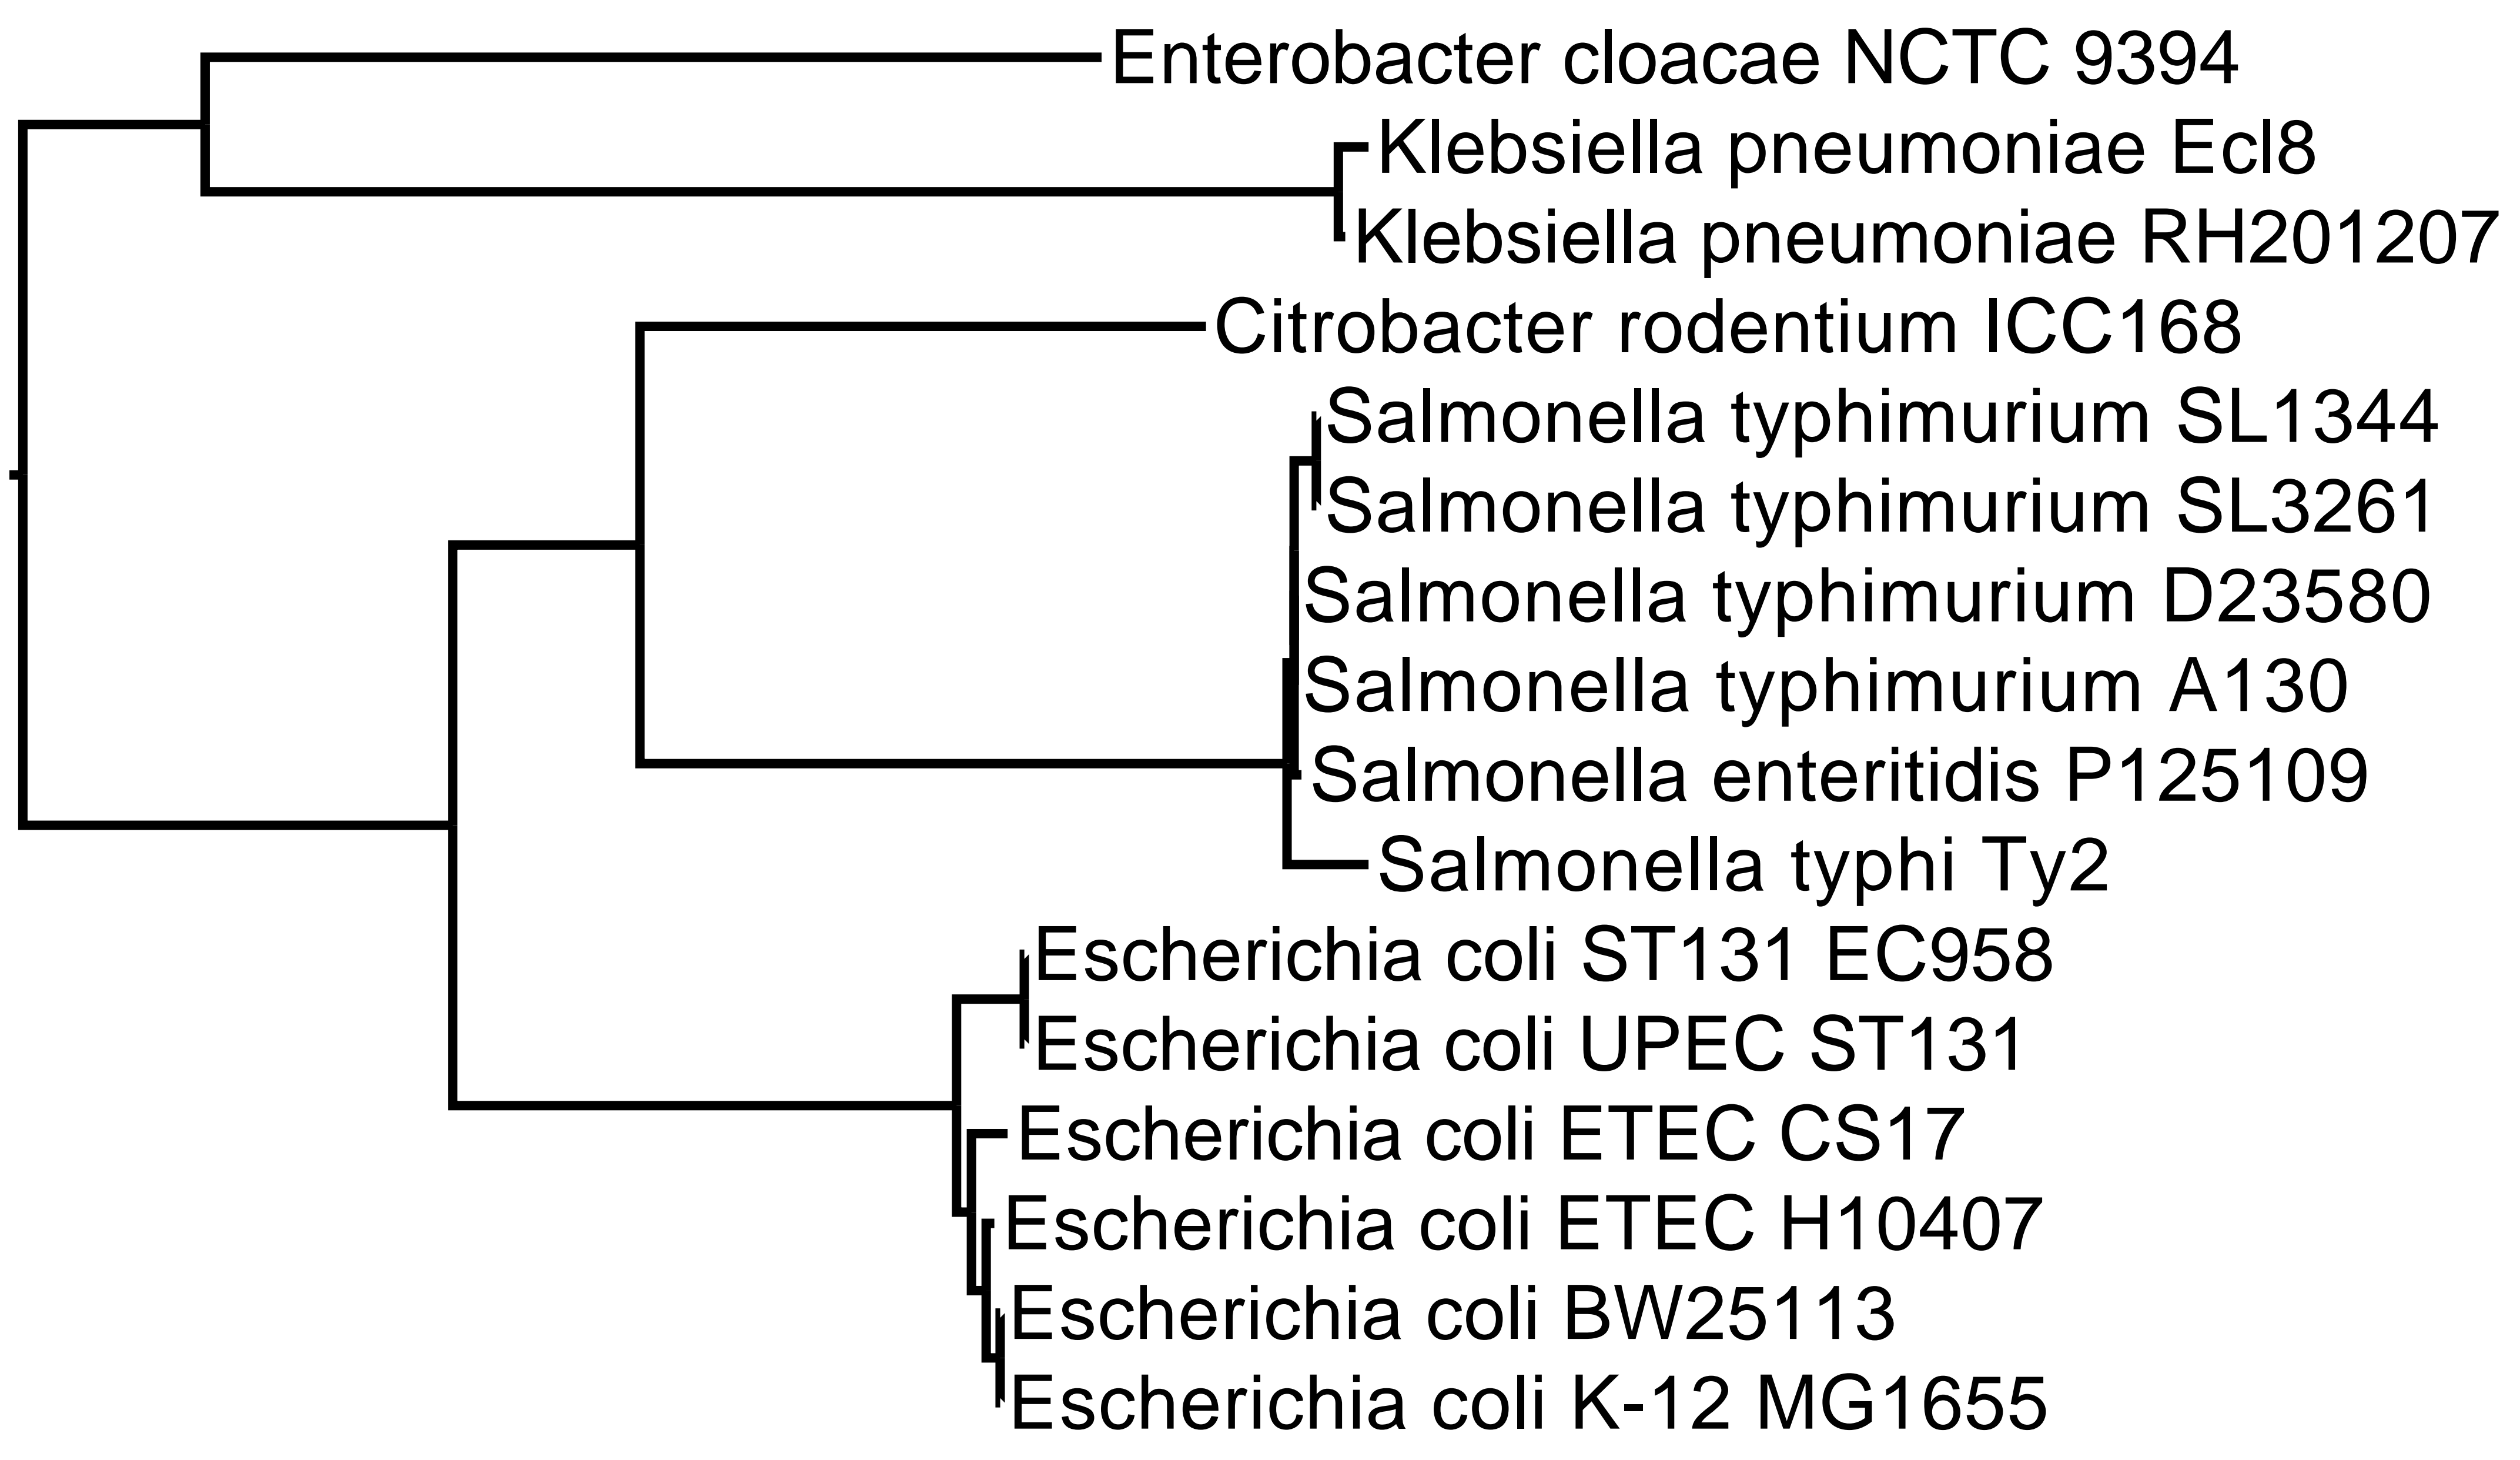 Enterobacter cloacae NCTC 9394
Klebsiella pneumoniae Ecl8
Klebsiella pneumoniae RH201207
Citrobacter rodentium ICC168
Salmonella typhimurium SL1344
Salmonella typhimurium SL3261
Salmonella typhimurium D23580
Salmonella typhimurium A130
Salmonella enteritidis P125109
Salmonella typhi Ty2
Escherichia coli ST131 EC958
Escherichia coli UPEC ST131
Escherichia coli ETEC CS17
Escherichia coli ETEC H10407
Escherichia coli BW25113
Escherichia coli K-12 MG1655